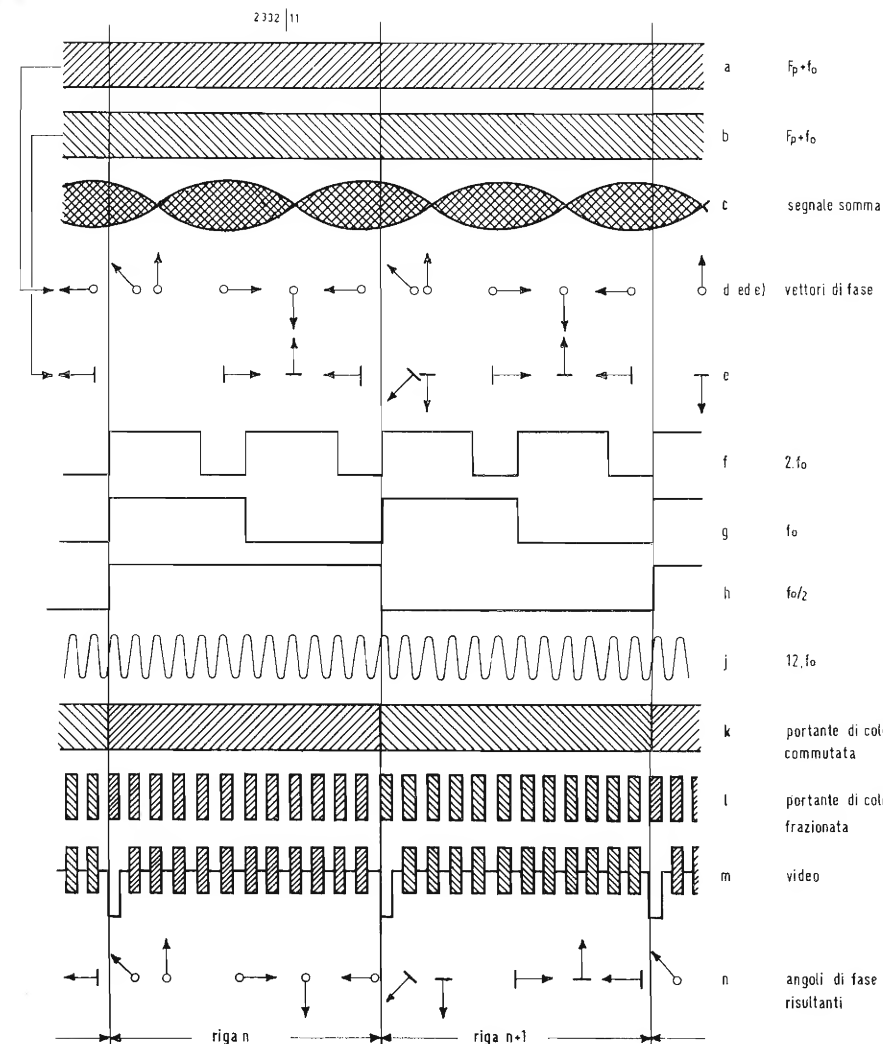 2332 11
a Fp+fo
b Fp+fo
c segnale somma
d ed e) vettori di fase
e
f 2.fo
g fo
h fo/2
j 12.fo
k portante di col
commutata
l portante di col
frazionata
m video
n angoli di fase
risultanti
riga n riga n+1